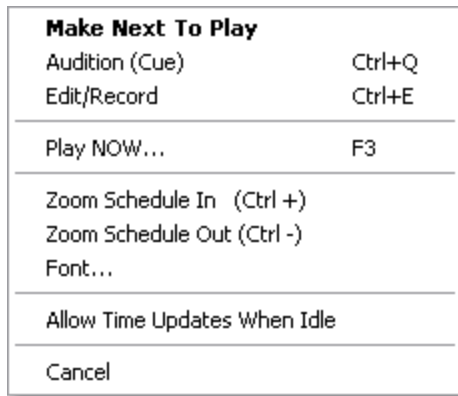 Make Next To Play
Audition (Cue) Ctrl+Q
Edit/Record Ctrl+E
Play NOW... F3
Zoom Schedule In (Ctrl +)
Zoom Schedule Out (Ctrl -)
Font...
Allow Time Updates When Idle
Cancel